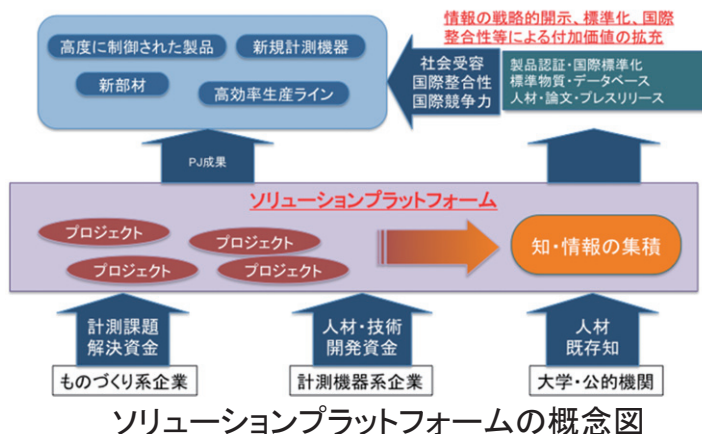 情報の戦略的開示、標準化、国際
整合性等による付加価値の拡充
高度に制御された製品
新規計測機器
新部材
高効率生産ライン
社会受容
国際整合性
国際競争力
製品認証・国際標準化
標準物質・データベース
人材・論文・プレスリリース
PJ成果
ソリューションプラットフォーム
プロジェクト
プロジェクト
プロジェクト
プロジェクト
知・情報の集積
計測課題
解決資金
人材・技術
開発資金
人材
既存知
ものづくり系企業
計測機器系企業
大学・公的機関
ソリューションプラットフォームの概念図